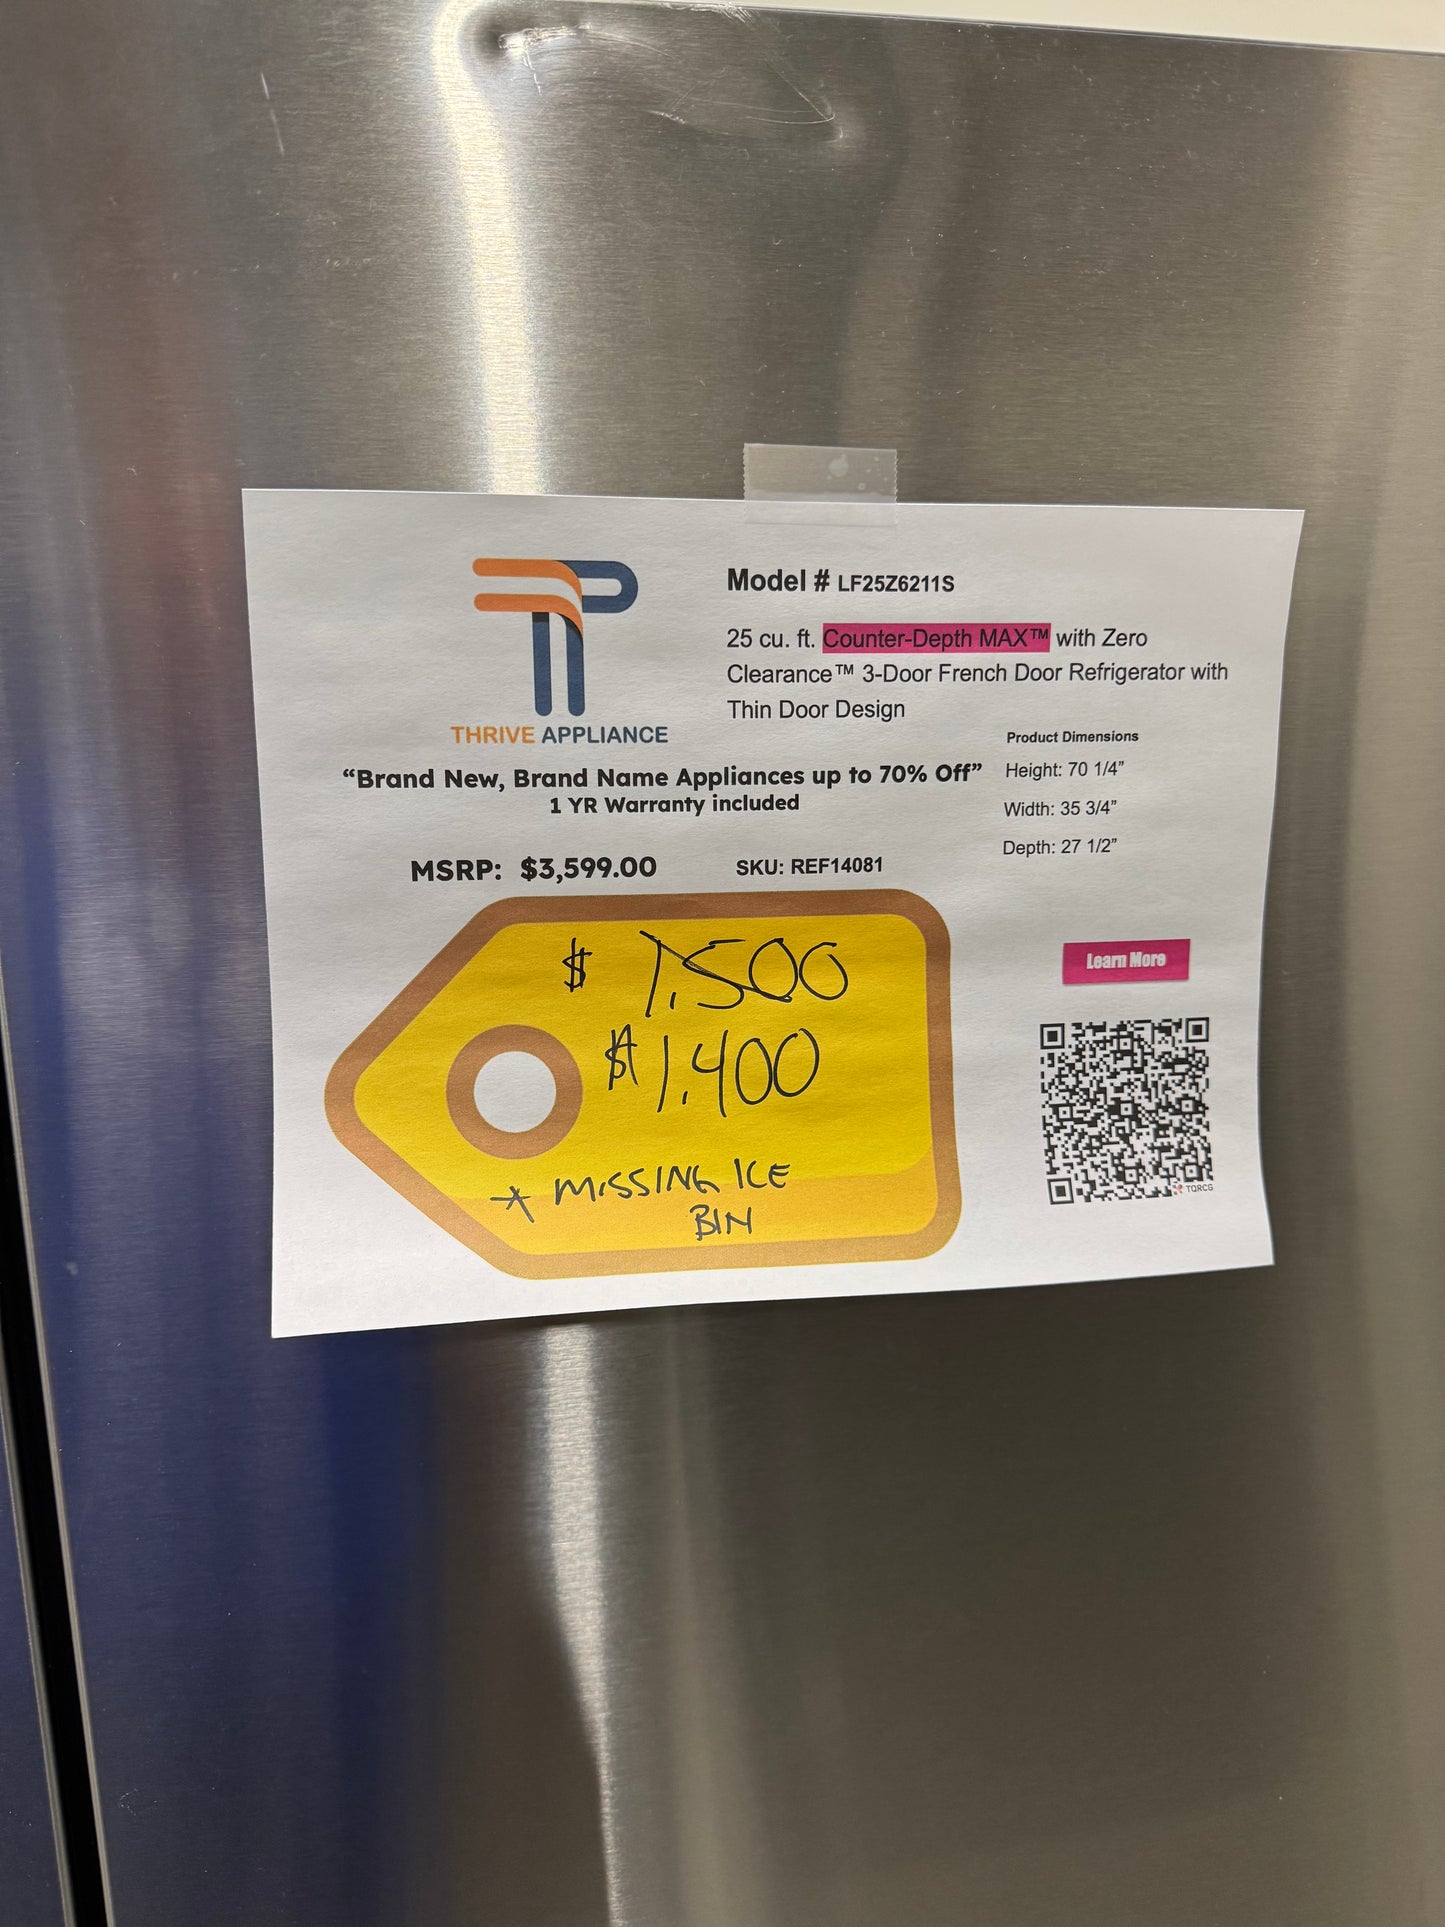 THRIVE APPLIANCE
Model # LF25Z6211S
25 cu. ft. Counter-Depth MAX™ with Zero
Clearance™ 3-Door French Door Refrigerator with
Thin Door Design
Product Dimensions
Height: 70 1/4”
Width: 35 3/4”
Depth: 27 1/2”
“Brand New, Brand Name Appliances up to 70% Off”
1 YR Warranty included
MSRP: $3,599.00
SKU: REF14081
$ 1,500
$1,400
* MISSING ICE
BIN
Learn More
TQRCG